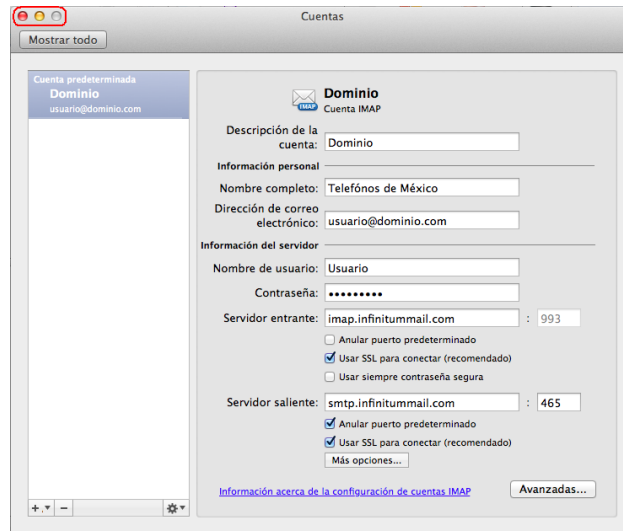 Cuentas
Mostrar todo
Cuenta predeterminada
Dominio
usuario@dominio.com
Dominio
IMAP
Cuenta IMAP
Descripción de la
cuenta: Dominio
Información personal
Nombre completo: Telefónos de México
Dirección de correo
electrónico: usuario@dominio.com
Información del servidor
Nombre de usuario: Usuario
Contraseña: •••••••••
Servidor entrante: imap.infinitummail.com : 993
Anular puerto predeterminado
Usar SSL para conectar (recomendado)
Usar siempre contraseña segura
Servidor saliente: smtp.infinitummail.com : 465
Anular puerto predeterminado
Usar SSL para conectar (recomendado)
Más opciones...
Información acerca de la configuración de cuentas IMAP
Avanzadas...